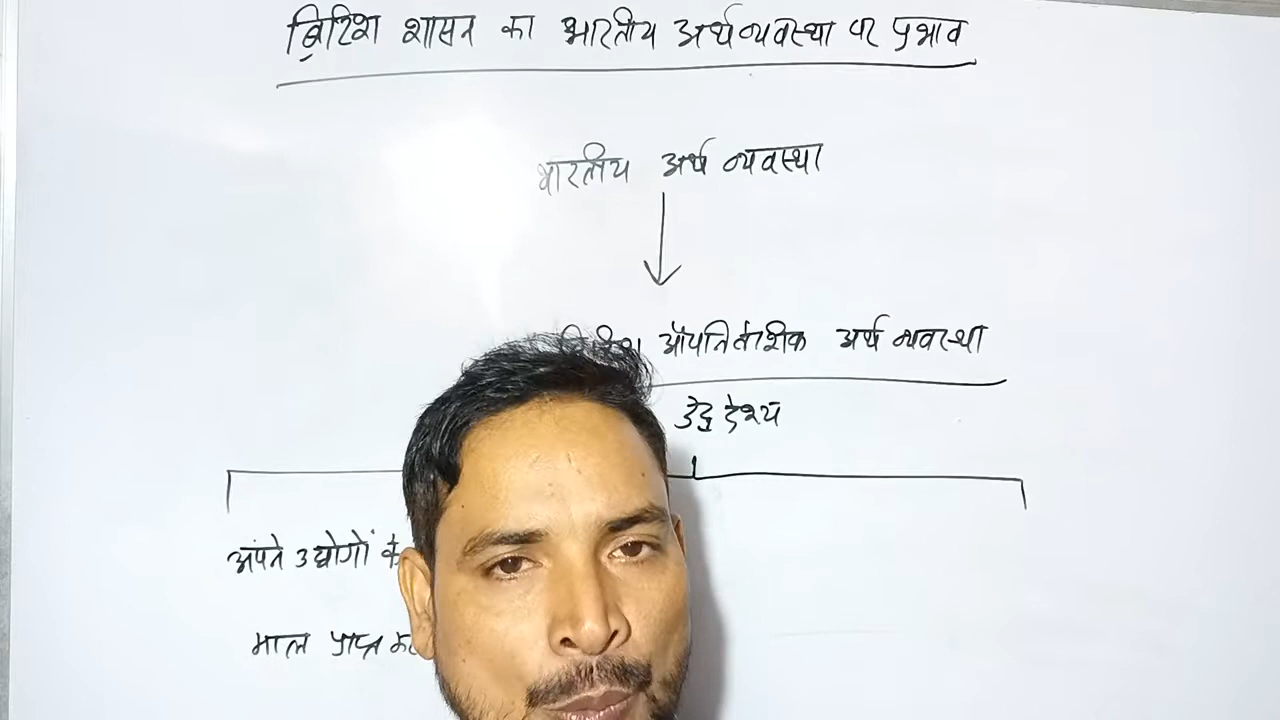 ब्रिटिश शासन का भारतीय अर्थव्यवस्था पर प्रभाव
भारतीय अर्थ व्यवस्था
औपनिवेशिक अर्थ व्यवस्था
उद्देश्य
अपने उद्योगों
माल प्राप्त